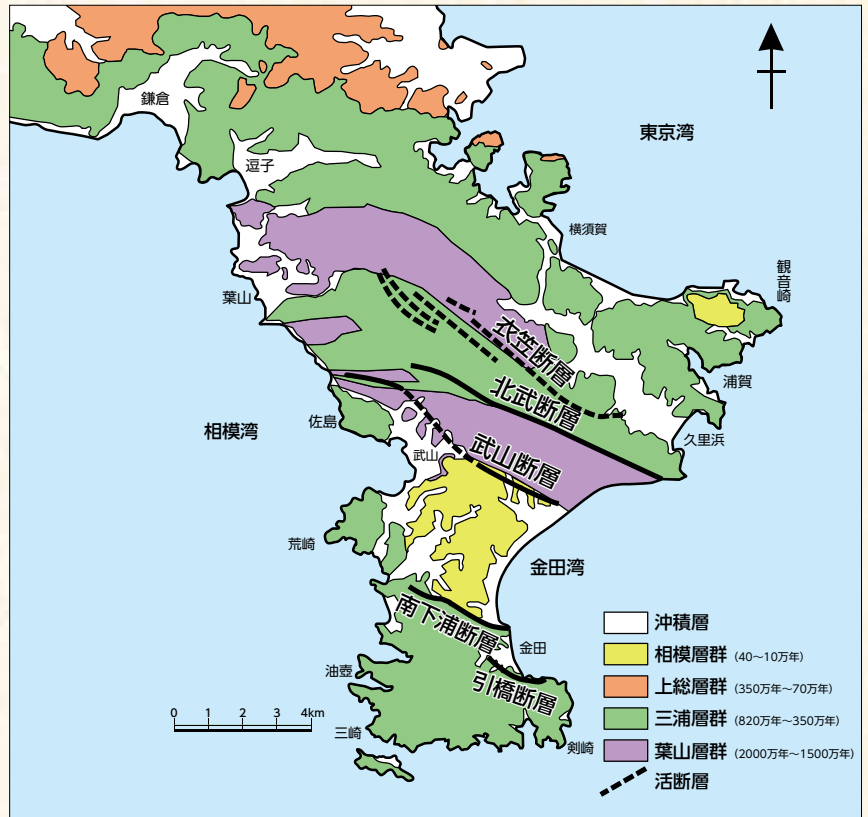 東京湾
鎌倉
逗子
横須賀
観音崎
葉山
衣笠断層
浦賀
北武断層
久里浜
佐島
相模湾
武山断層
武山
荒崎
金田湾
南下浦断層
金田
油壺
引橋断層
三崎
剣崎
0 1 2 3 4km
沖積層
相模層群 (40〜10万年)
上総層群 (350万年〜70万年)
三浦層群 (820万年〜350万年)
葉山層群 (2000万年〜1500万年)
活断層